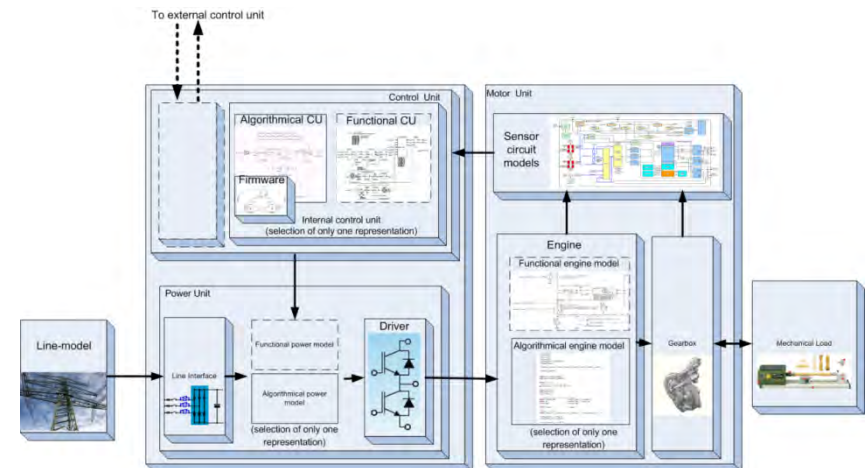 To external control unit
Control Unit
Motor Unit
Algorithmical CU
Functional CU
Firmware
Internal control unit
(selection of only one representation)
Sensor
circuit
models
Engine
Functional engine model
Algorithmical engine model
(selection of only one
representation)
Gearbox
Mechanical Load
Power Unit
Line-model
Line Interface
Functional power model
Algorithmical power
model
(selection of only one
representation)
Driver